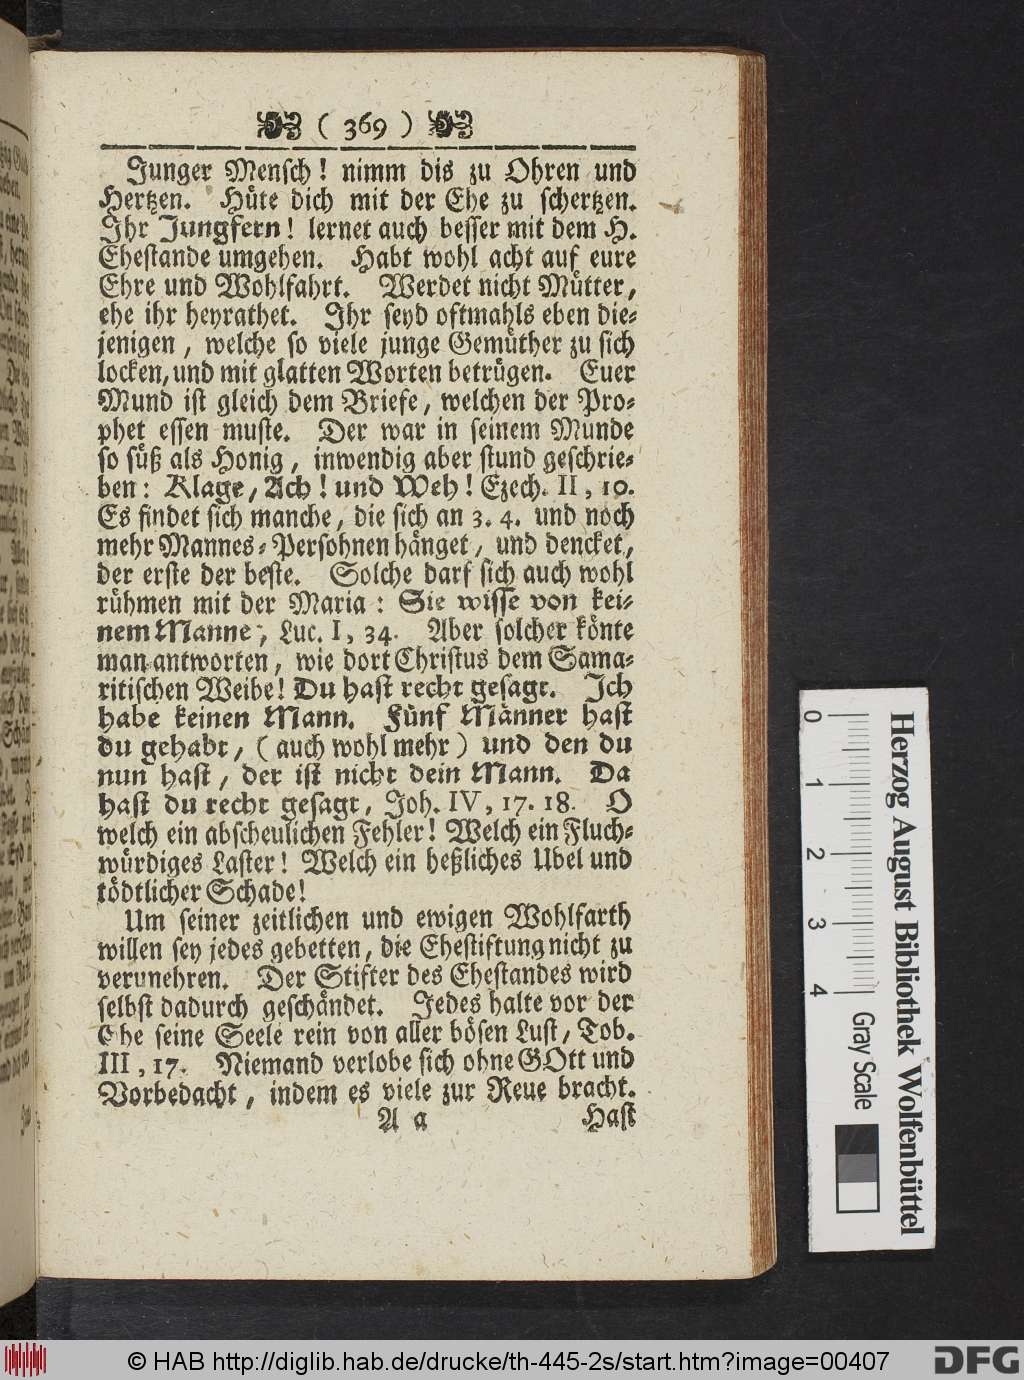 ( 369 )
Junger Mensch! nimm dis zu Ohren und
Hertzen. Hüte dich mit der Ehe zu schertzen.
Ihr Jungfern! lernet auch besser mit dem H.
Ehestande umgehen. Habt wohl acht auf eure
Ehre und Wohlfahrt. Werdet nicht Mütter,
ehe ihr heyrathet. Ihr seyd oftmahls eben die-
jenigen, welche so viele junge Gemüther zu sich
locken, und mit glatten Worten betrügen. Euer
Mund ist gleich dem Briefe, welchen der Pro-
phet essen muste. Der war in seinem Munde
so süß als Honig, inwendig aber stund geschrie-
ben: Klage, Ach! und Weh! Ezech. II, 10.
Es findet sich manche, die sich an 3. 4. und noch
mehr Mannes-Persohnen hänget, und dencket,
der erste der beste. Solche darf sich auch wohl
rühmen mit der Maria: Sie wisse von kei-
nem Manne, Luc. I, 34. Aber solcher könte
man antworten, wie dort Christus dem Sama-
ritischen Weibe! Du hast recht gesagt. Ich
habe keinen Mann. Fünf Männer hast
du gehabt, (auch wohl mehr) und den du
nun hast, der ist nicht dein Mann. Da
hast du recht gesagt, Joh. IV, 17. 18. O
welch ein abscheulichen Fehler! Welch ein Fluch-
würdiges Laster! Welch ein heßliches Ubel und
tödtlicher Schade!
Um seiner zeitlichen und ewigen Wohlfarth
willen sey jedes gebetten, die Ehestiftung nicht zu
verunehren. Der Stifter des Ehestandes wird
selbst dadurch geschändet. Jedes halte vor der
Ehe seine Seele rein von aller bösen Lust, Tob.
III, 17. Niemand verlobe sich ohne GOtt und
Vorbedacht, indem es viele zur Reue bracht.
A a Hast
0 1 2 3 4 Gray Scale
Herzog August Bibliothek Wolfenbüttel
© HAB http://diglib.hab.de/drucke/th-445-2s/start.htm?image=00407
DFG